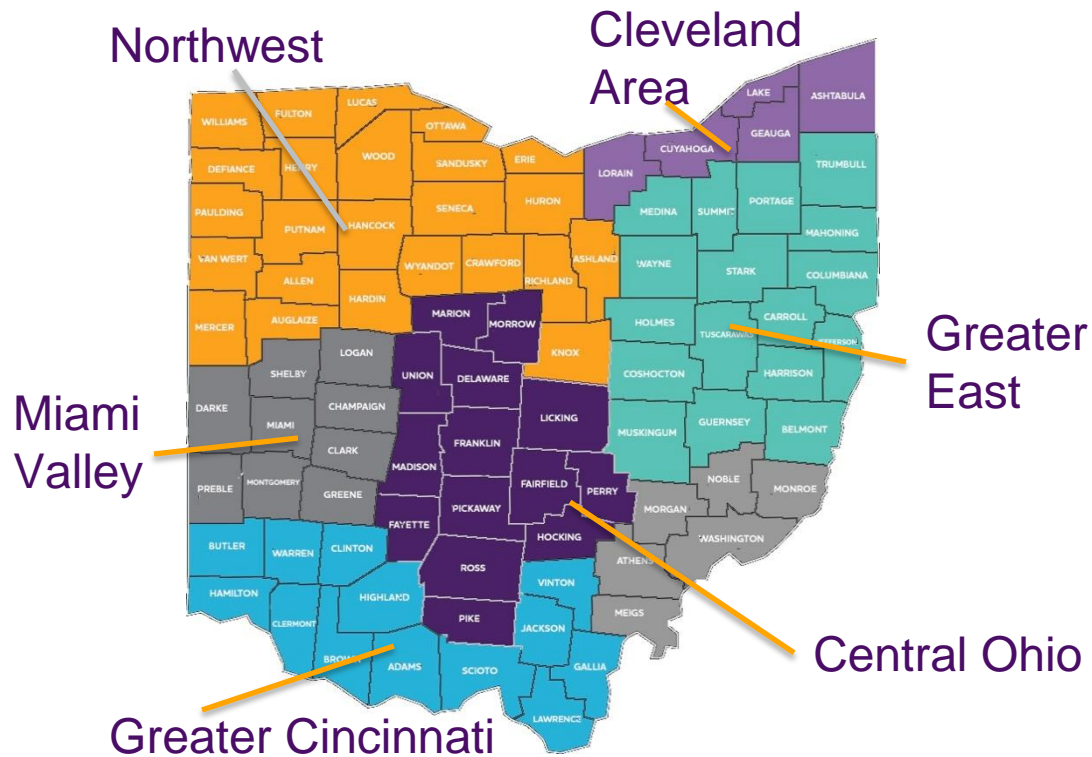 Northwest
Cleveland
Area
LAKE
ASHTABULA
WILLIAMS
FULTON
LUCAS
OTTAWA
GEAUGA
CUYAHOGA
DEFIANCE
HENRY
WOOD
SANDUSKY
ERIE
LORAIN
TRUMBULL
PAULDING
PUTNAM
HANCOCK
SENECA
HURON
MEDINA
SUMMIT
PORTAGE
MAHONING
VAN WERT
ALLEN
WYANDOT
CRAWFORD
RICHLAND
ASHLAND
WAYNE
STARK
COLUMBIANA
MERCER
AUGLAIZE
HARDIN
MARION
MORROW
KNOX
HOLMES
TUSCARAWAS
CARROLL
JEFFERSON
Greater
East
LOGAN
SHELBY
UNION
DELAWARE
COSHOCTON
HARRISON
Miami
Valley
DARKE
MIAMI
CHAMPAIGN
CLARK
LICKING
FRANKLIN
MUSKINGUM
GUERNSEY
BELMONT
PREBLE
MONTGOMERY
GREENE
MADISON
FAIRFIELD
PERRY
NOBLE
MONROE
FAYETTE
PICKAWAY
MORGAN
HOCKING
WASHINGTON
BUTLER
WARREN
CLINTON
ROSS
ATHENS
VINTON
HAMILTON
HIGHLAND
CLERMONT
PIKE
JACKSON
MEIGS
BROWN
ADAMS
SCIOTO
GALLIA
LAWRENCE
Central Ohio
Greater Cincinnati